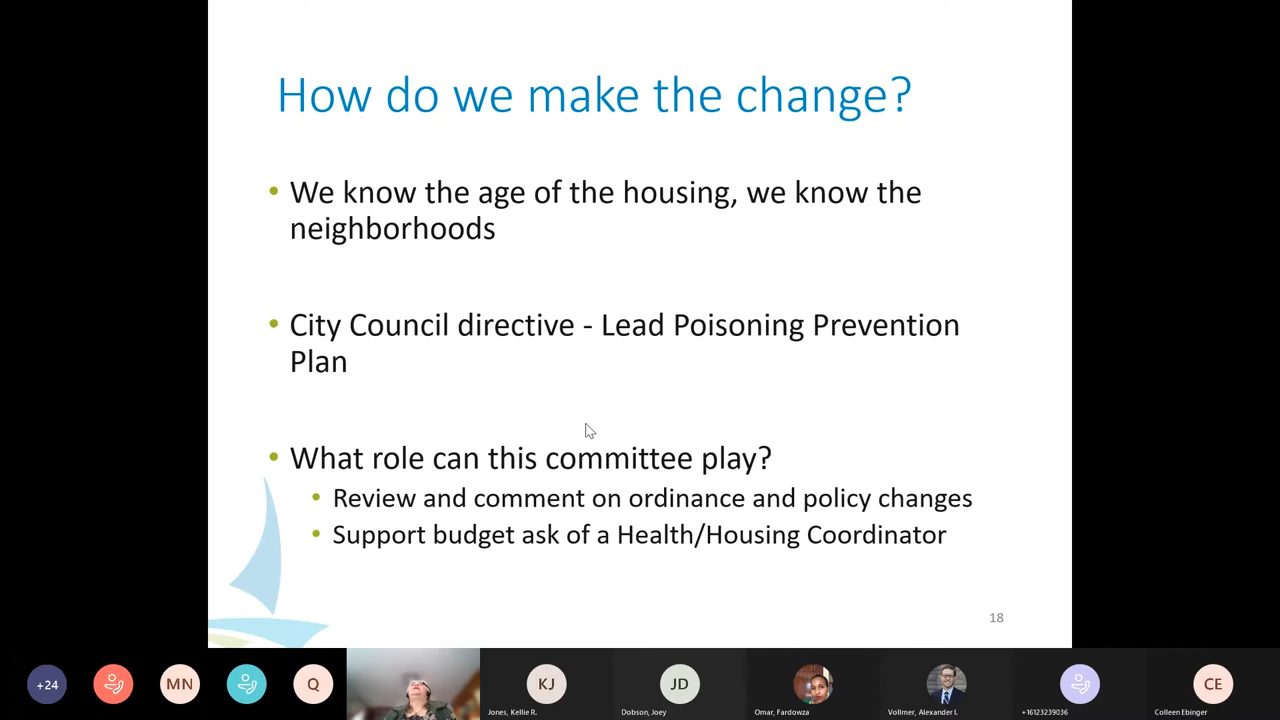 How do we make the change?
• We know the age of the housing, we know the
neighborhoods
• City Council directive - Lead Poisoning Prevention
Plan
• What role can this committee play?
• Review and comment on ordinance and policy changes
• Support budget ask of a Health/Housing Coordinator
18
+24
MN
Q
KJ
JD
CE
Jones, Kellie R.
Dobson, Joey
Omar, Fardowza
Vollmer, Alexander I.
+16123239036
Colleen Ebinger